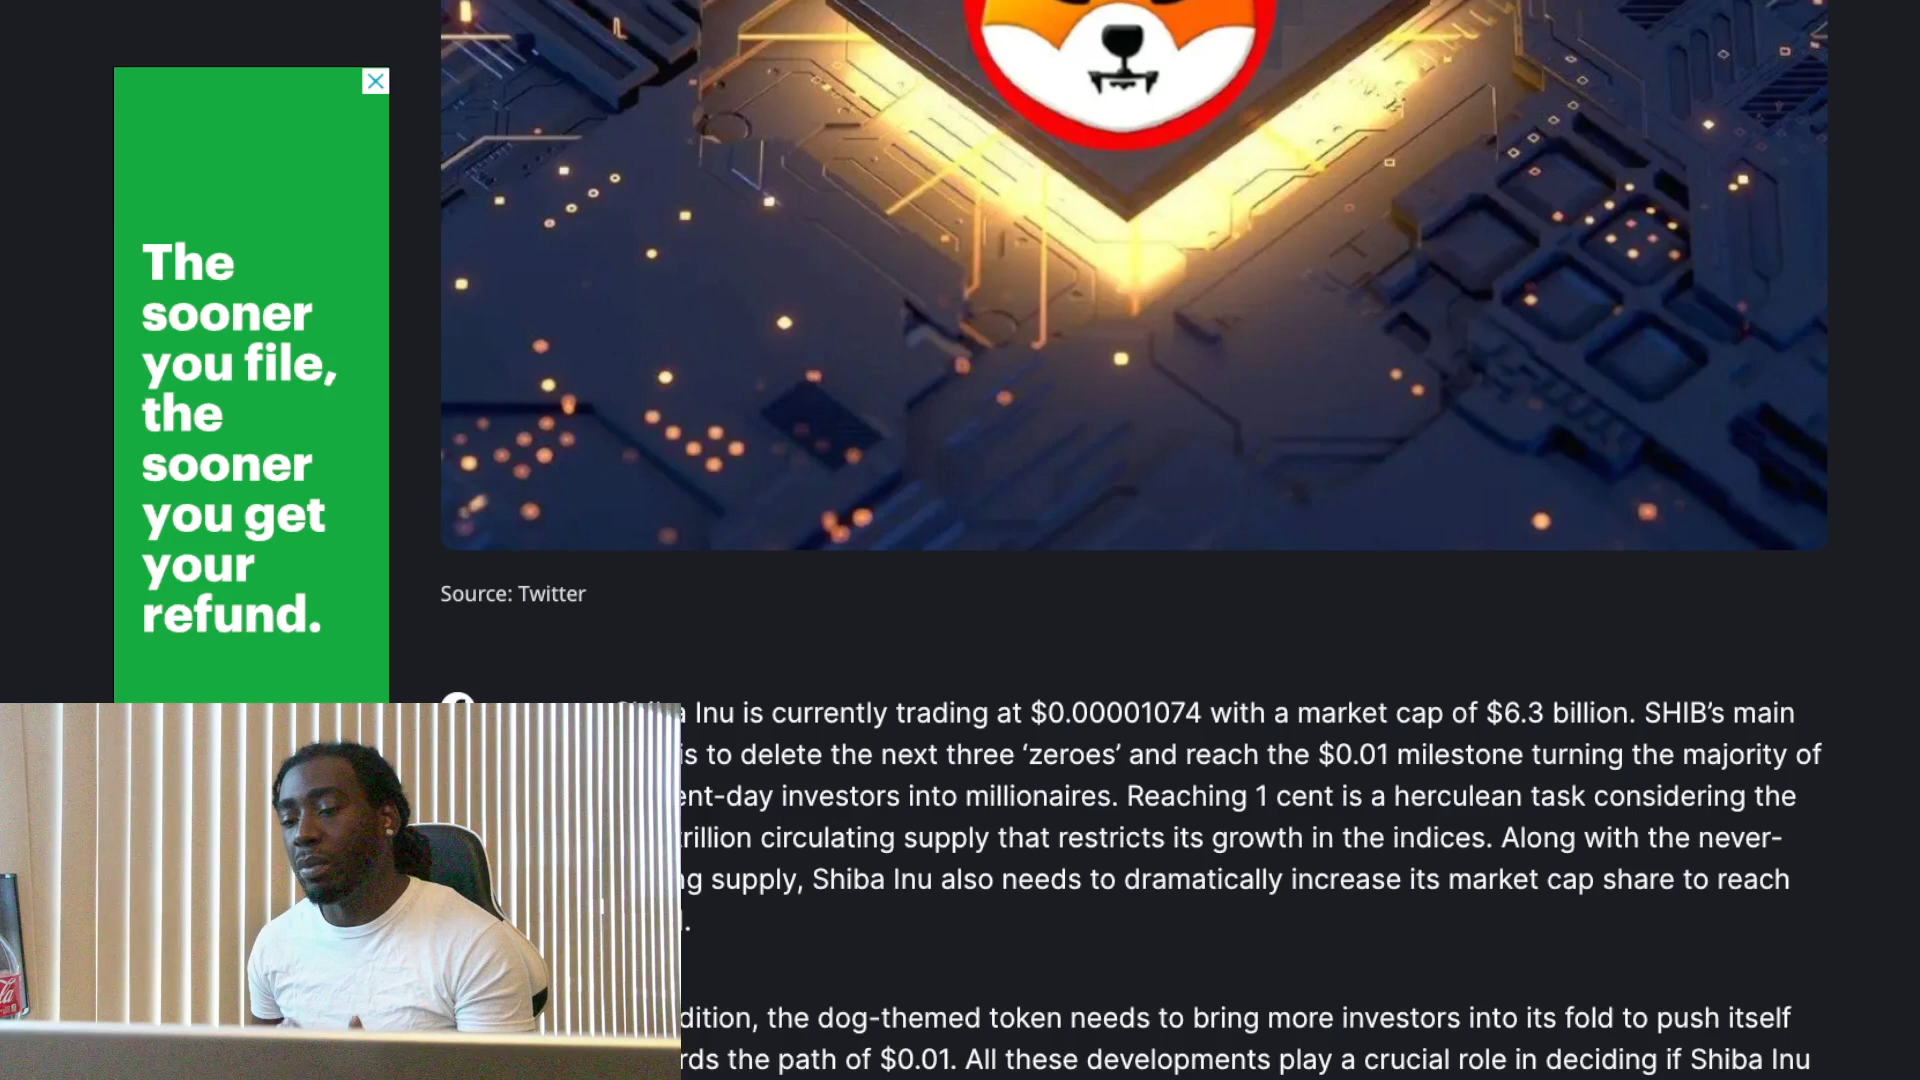 The
sooner
you file,
the
sooner
you get
your
refund.
Source: Twitter
Inu is currently trading at $0.00001074 with a market cap of $6.3 billion. SHIB’s main
is to delete the next three ‘zeroes’ and reach the $0.01 milestone turning the majority of
ent-day investors into millionaires. Reaching 1 cent is a herculean task considering the
trillion circulating supply that restricts its growth in the indices. Along with the never-
ng supply, Shiba Inu also needs to dramatically increase its market cap share to reach
dition, the dog-themed token needs to bring more investors into its fold to push itself
rds the path of $0.01. All these developments play a crucial role in deciding if Shiba Inu